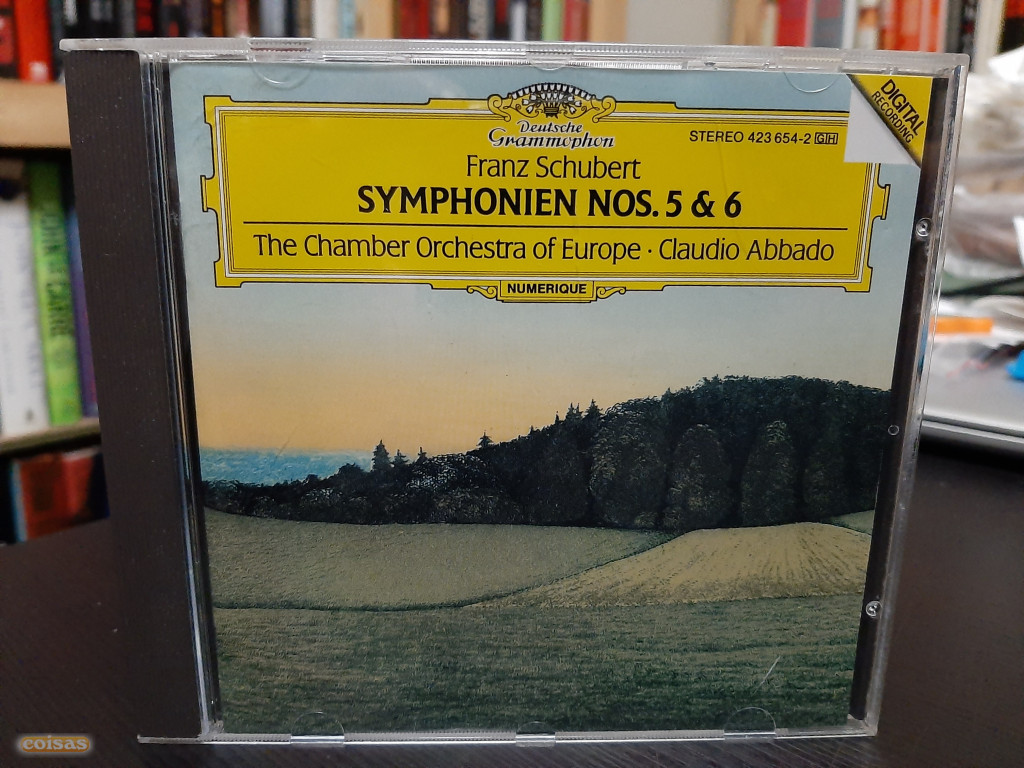 Deutsche
Grammophon
STEREO 423 654-2 GH
DIGITAL
RECORDING
Franz Schubert
SYMPHONIEN NOS. 5 & 6
The Chamber Orchestra of Europe · Claudio Abbado
NUMERIQUE
coisas